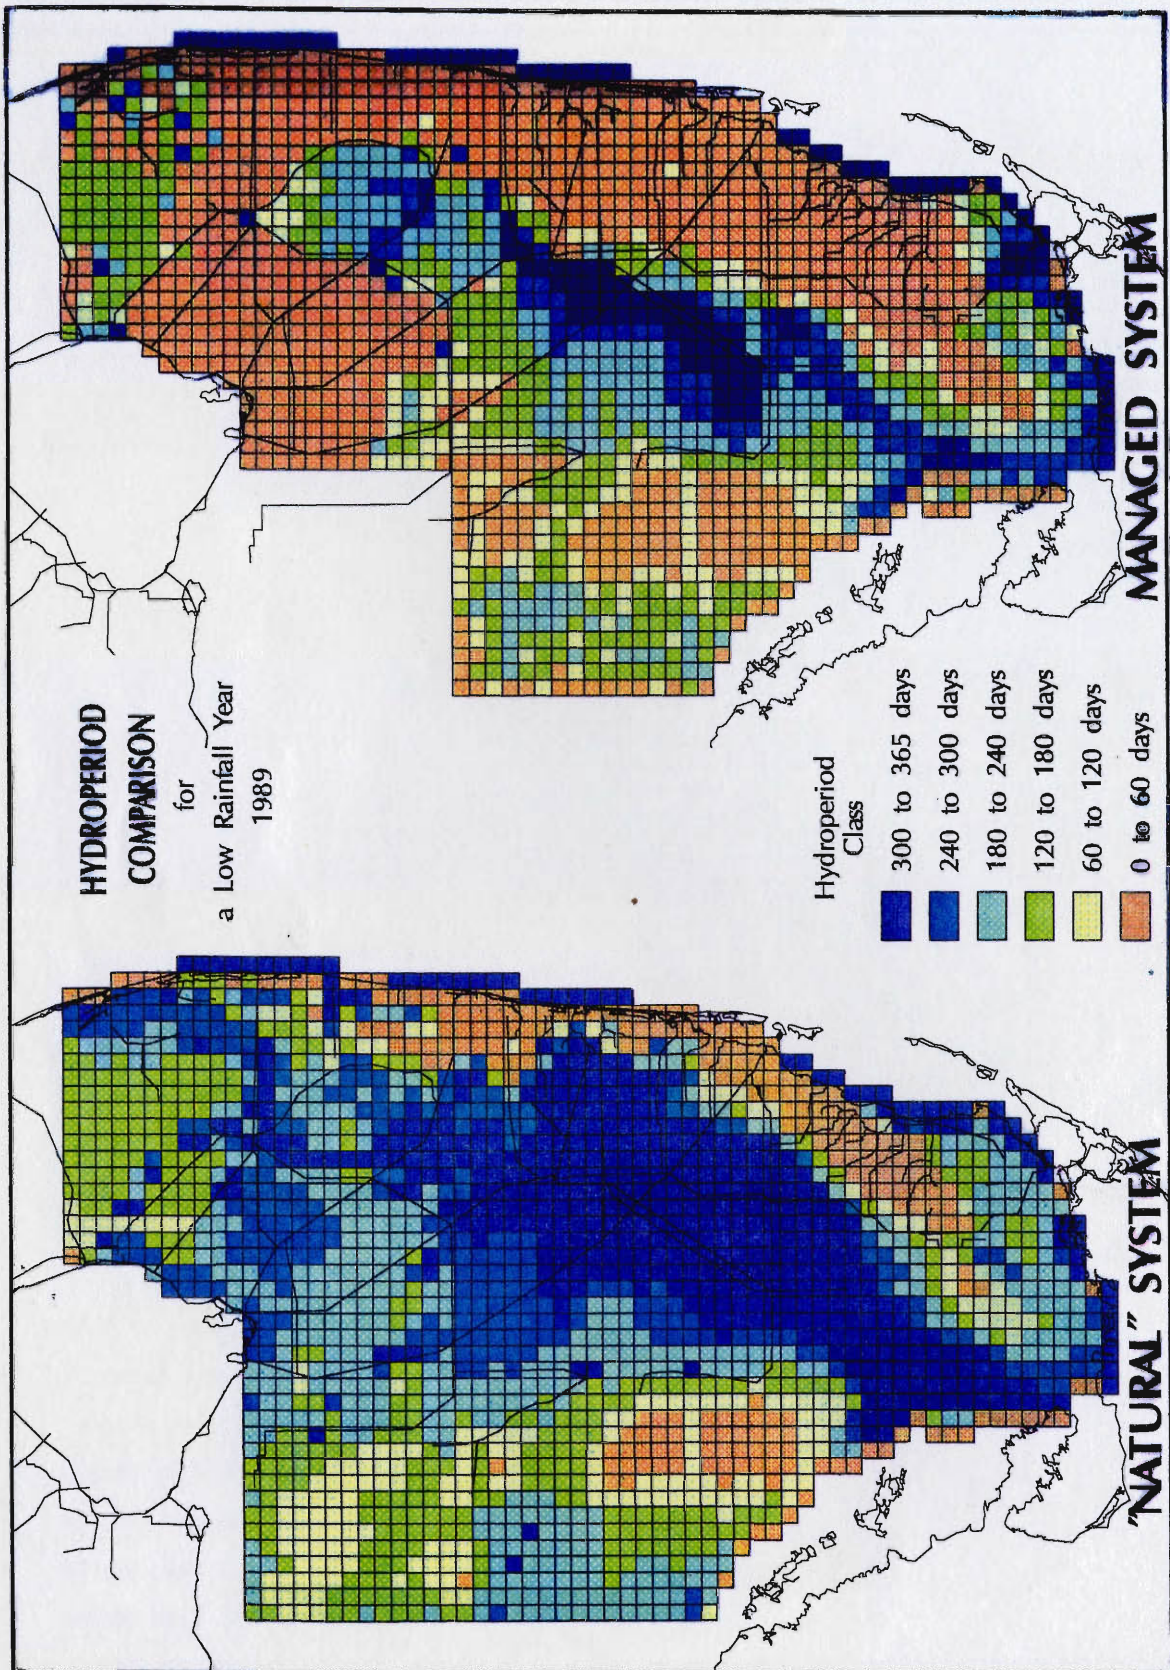 HYDROPERIOD
COMPARISON
for
a Low Rainfall Year
1989
Hydroperiod
Class
300 to 365 days
240 to 300 days
180 to 240 days
120 to 180 days
60 to 120 days
0 to 60 days
"NATURAL" SYSTEM
MANAGED SYSTEM